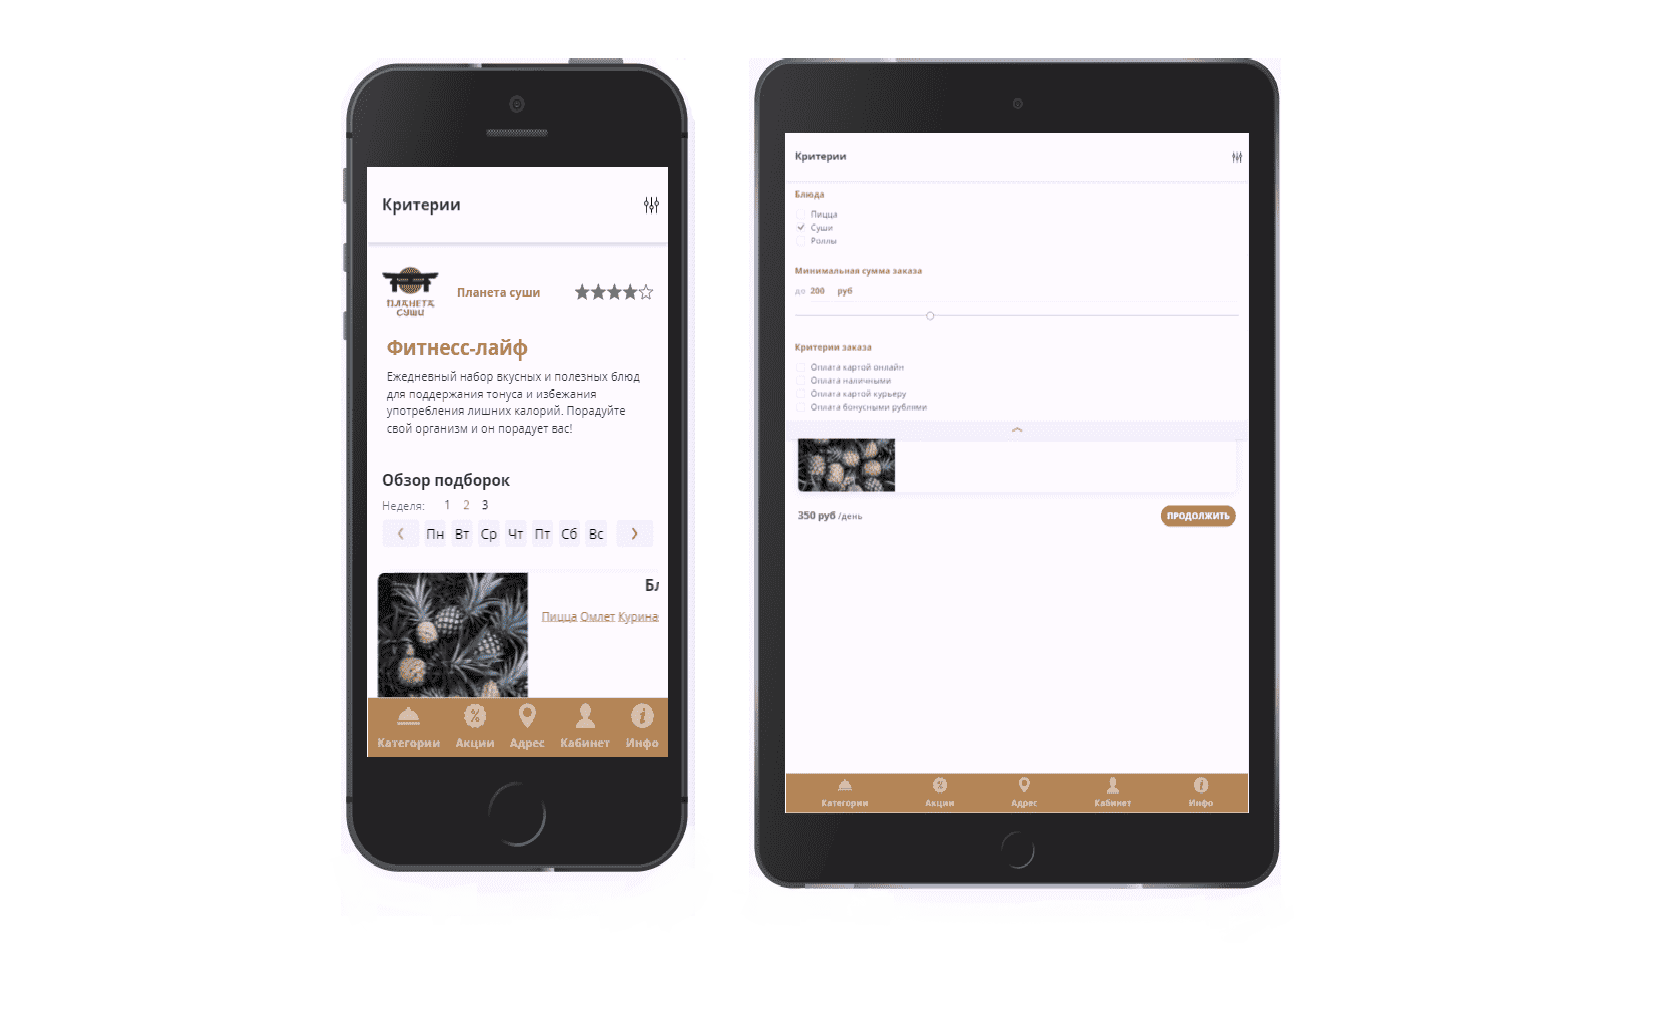 Критерии
ПЛАНЕТА
СУШИ
Планета суши
Фитнесс-лайф
Ежедневный набор вкусных и полезных блюд
для поддержания тонуса и избежания
употребления лишних калорий. Порадуйте
свой организм и он порадует вас!
Обзор подборок
Неделя: 1 2 3
Пн Вт Ср Чт Пт Сб Вс
Бл
Пицца Омлет Курина
Категории Акции Адрес Кабинет Инфо
Критерии
Блюда
Пицца
Суши
Роллы
Минимальная сумма заказа
до 200 руб
Критерии заказа
Оплата картой онлайн
Оплата наличными
Оплата картой курьеру
Оплата бонусными рублями
350 руб /день
ПРОДОЛЖИТЬ
Категории Акции Адрес Кабинет Инфо